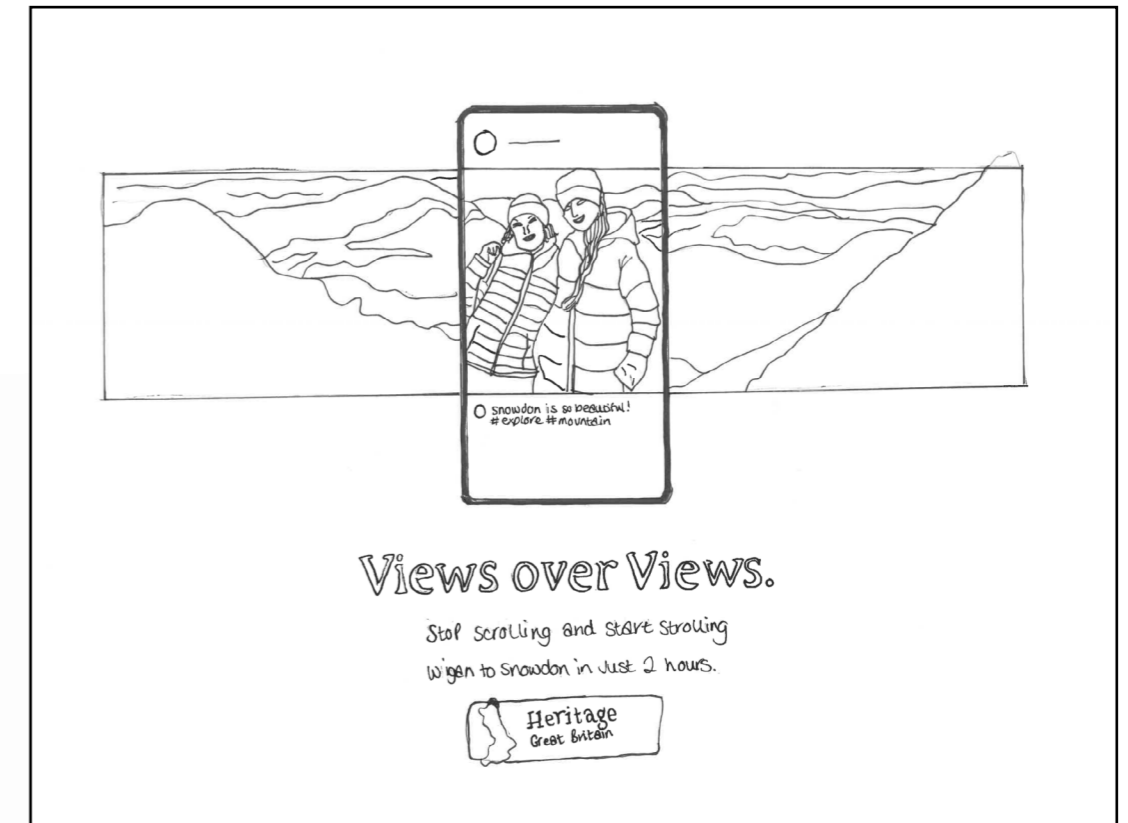 snowdon is so beautiful!
#explore #mountain
Views over Views.
Stop scrolling and start strolling
wigan to snowdon in Just 2 hours.
Heritage
Great Britain